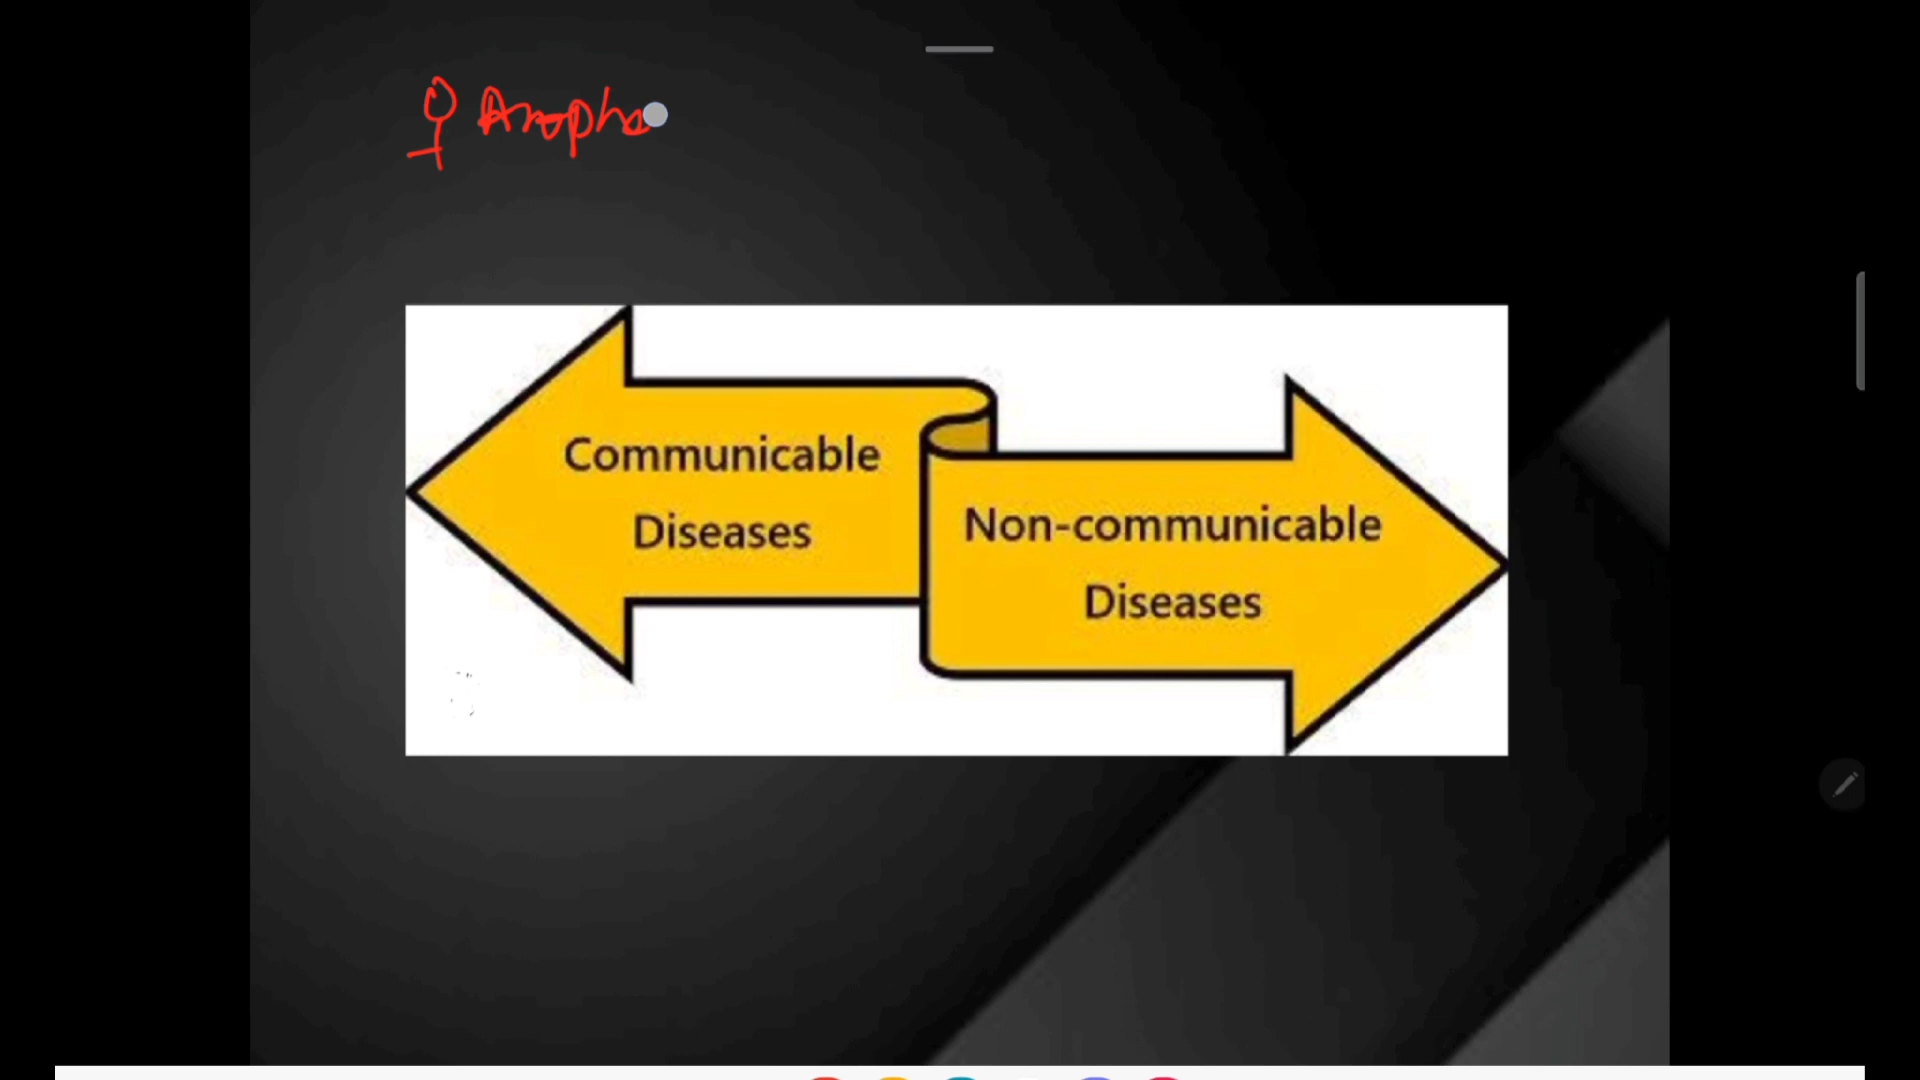 ♀ Anophe
Communicable
Diseases
Non-communicable
Diseases